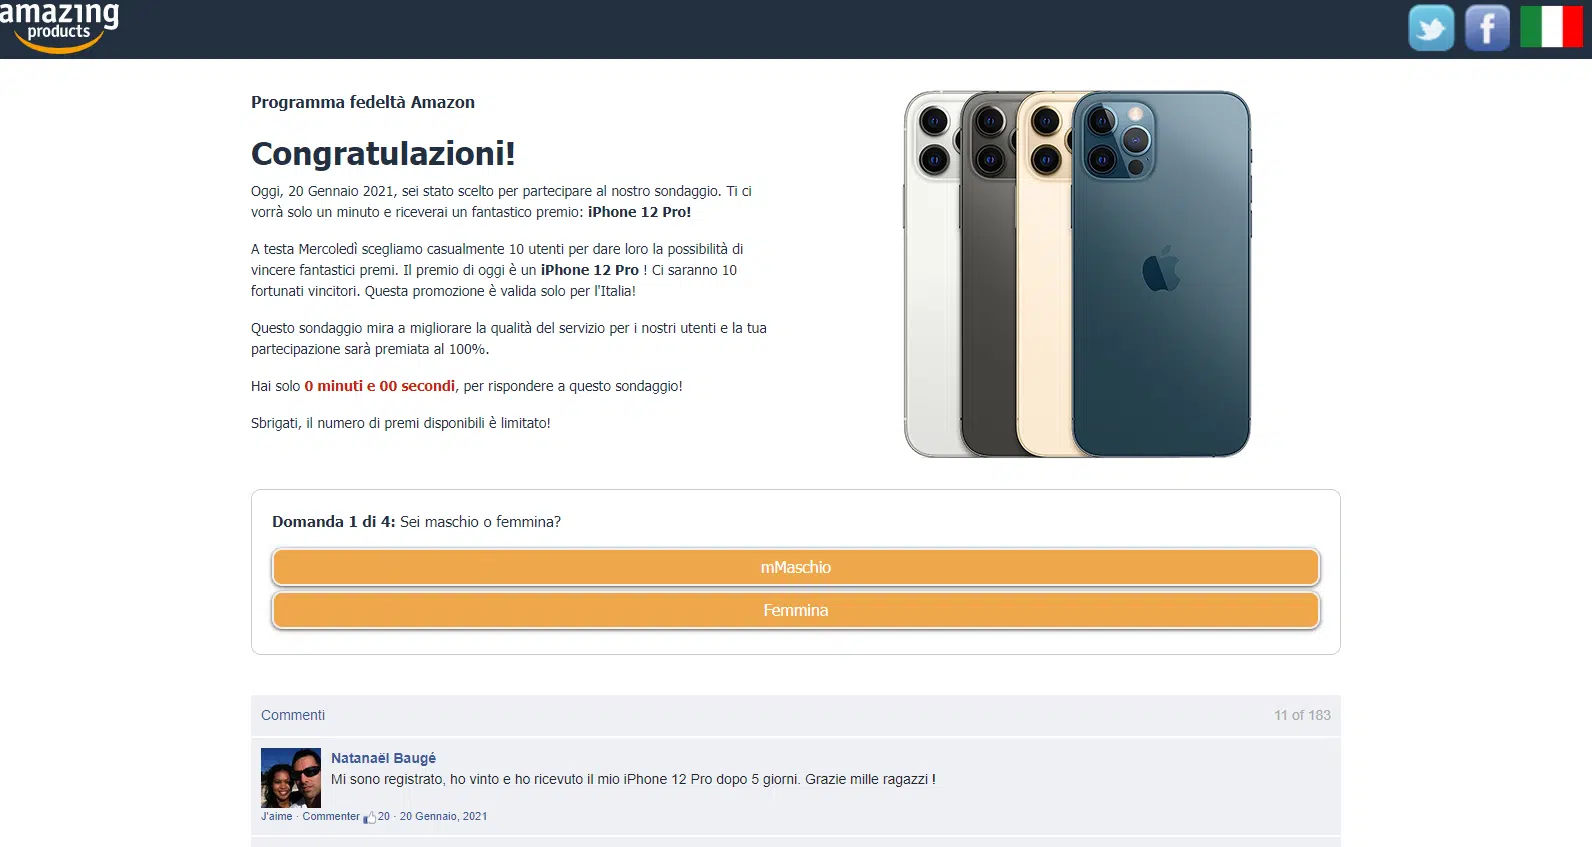 amazing
products
Programma fedeltà Amazon
Congratulazioni!
Oggi, 20 Gennaio 2021, sei stato scelto per partecipare al nostro sondaggio. Ti ci
vorrà solo un minuto e riceverai un fantastico premio: iPhone 12 Pro!
A testa Mercoledì scegliamo casualmente 10 utenti per dare loro la possibilità di
vincere fantastici premi. Il premio di oggi è un iPhone 12 Pro ! Ci saranno 10
fortunati vincitori. Questa promozione è valida solo per l'Italia!
Questo sondaggio mira a migliorare la qualità del servizio per i nostri utenti e la tua
partecipazione sarà premiata al 100%.
Hai solo 0 minuti e 00 secondi, per rispondere a questo sondaggio!
Sbrigati, il numero di premi disponibili è limitato!
Domanda 1 di 4: Sei maschio o femmina?
mMaschio
Femmina
Commenti
11 of 183
Natanaël Baugé
Mi sono registrato, ho vinto e ho ricevuto il mio iPhone 12 Pro dopo 5 giorni. Grazie mille ragazzi !
J'aime · Commenter 20 · 20 Gennaio, 2021